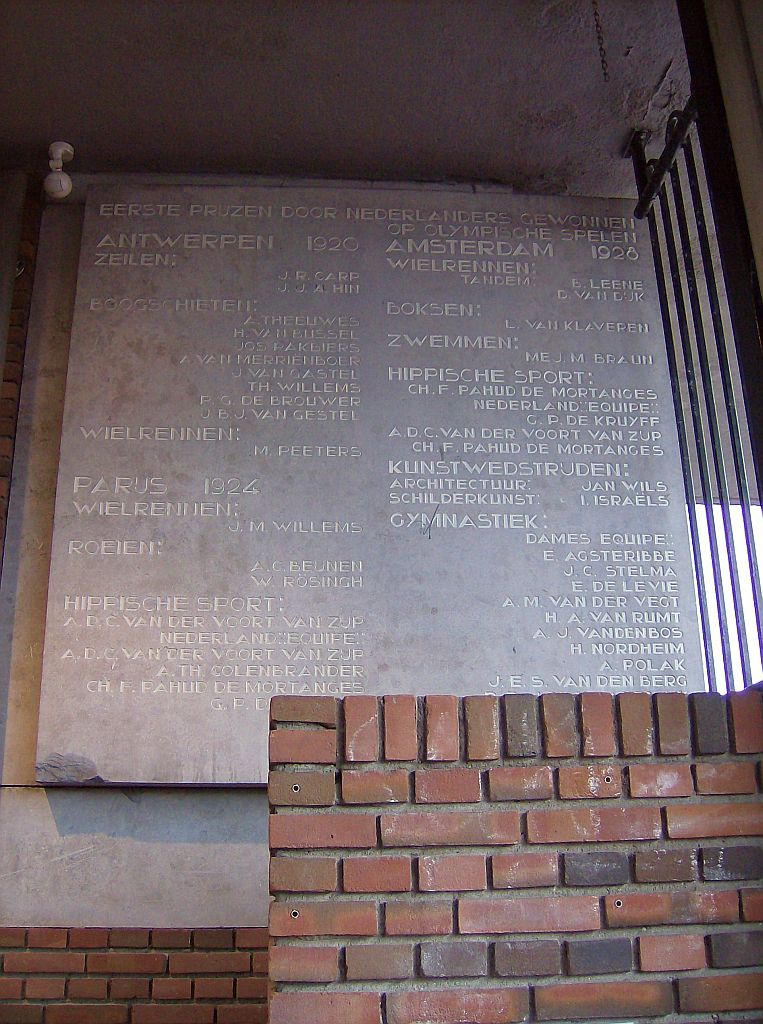 EERSTE PRIJZEN DOOR NEDERLANDERS GEWONNEN
OP OLYMPISCHE SPELEN
ANTWERPEN 1920
ZEILEN:
J. R. CARP
J. J. A. HIN
BOOGSCHIETEN:
A. THEEUWES
H. VAN BUSSEL
JOS PAKBIERS
A VAN MERRIENBOER
J. VAN GASTEL
TH. WILLEMS
P. G. DE BROUWER
J. B. J. VAN GESTEL
WIELRENNEN:
M. PEETERS
PARIJS 1924
WIELRENNEN:
J. M. WILLEMS
ROEIEN:
A. C. BEIJNEN
W. RÖSINGH
HIPPISCHE SPORT:
A. D. C. VAN DER VOORT VAN ZIJP
NEDERLAND::EQUIPE::
A. D. C. VAN DER VOORT VAN ZIJP
A. TH. COLENBRANDER
CH. F. PAHUD DE MORTANGES
G. P. D
AMSTERDAM 1928
WIELRENNEN:
TANDEM: B. LEENE
D. VAN DIJK
BOKSEN:
L. VAN KLAVEREN
ZWEMMEN:
MEJ. M. BRAUN
HIPPISCHE SPORT:
CH. F. PAHUD DE MORTANGES
NEDERLAND::EQUIPE::
G. P. DE KRUYFF
A. D. C. VAN DER VOORT VAN ZIJP
CH. F. PAHUD DE MORTANGES
KUNSTWEDSTRIJDEN:
ARCHITECTUUR: JAN WILS
SCHILDERKUNST: I. ISRAËLS
GYMNASTIEK:
DAMES EQUIPE::
E. AGSTERIBBE
J. C. STELMA
E. DE LEVIE
A. M. VAN DER VEGT
H. A. VAN RUMT
A. J. VANDENBOS
H. NORDHEIM
A. POLAK
J. E. S. VAN DEN BERG